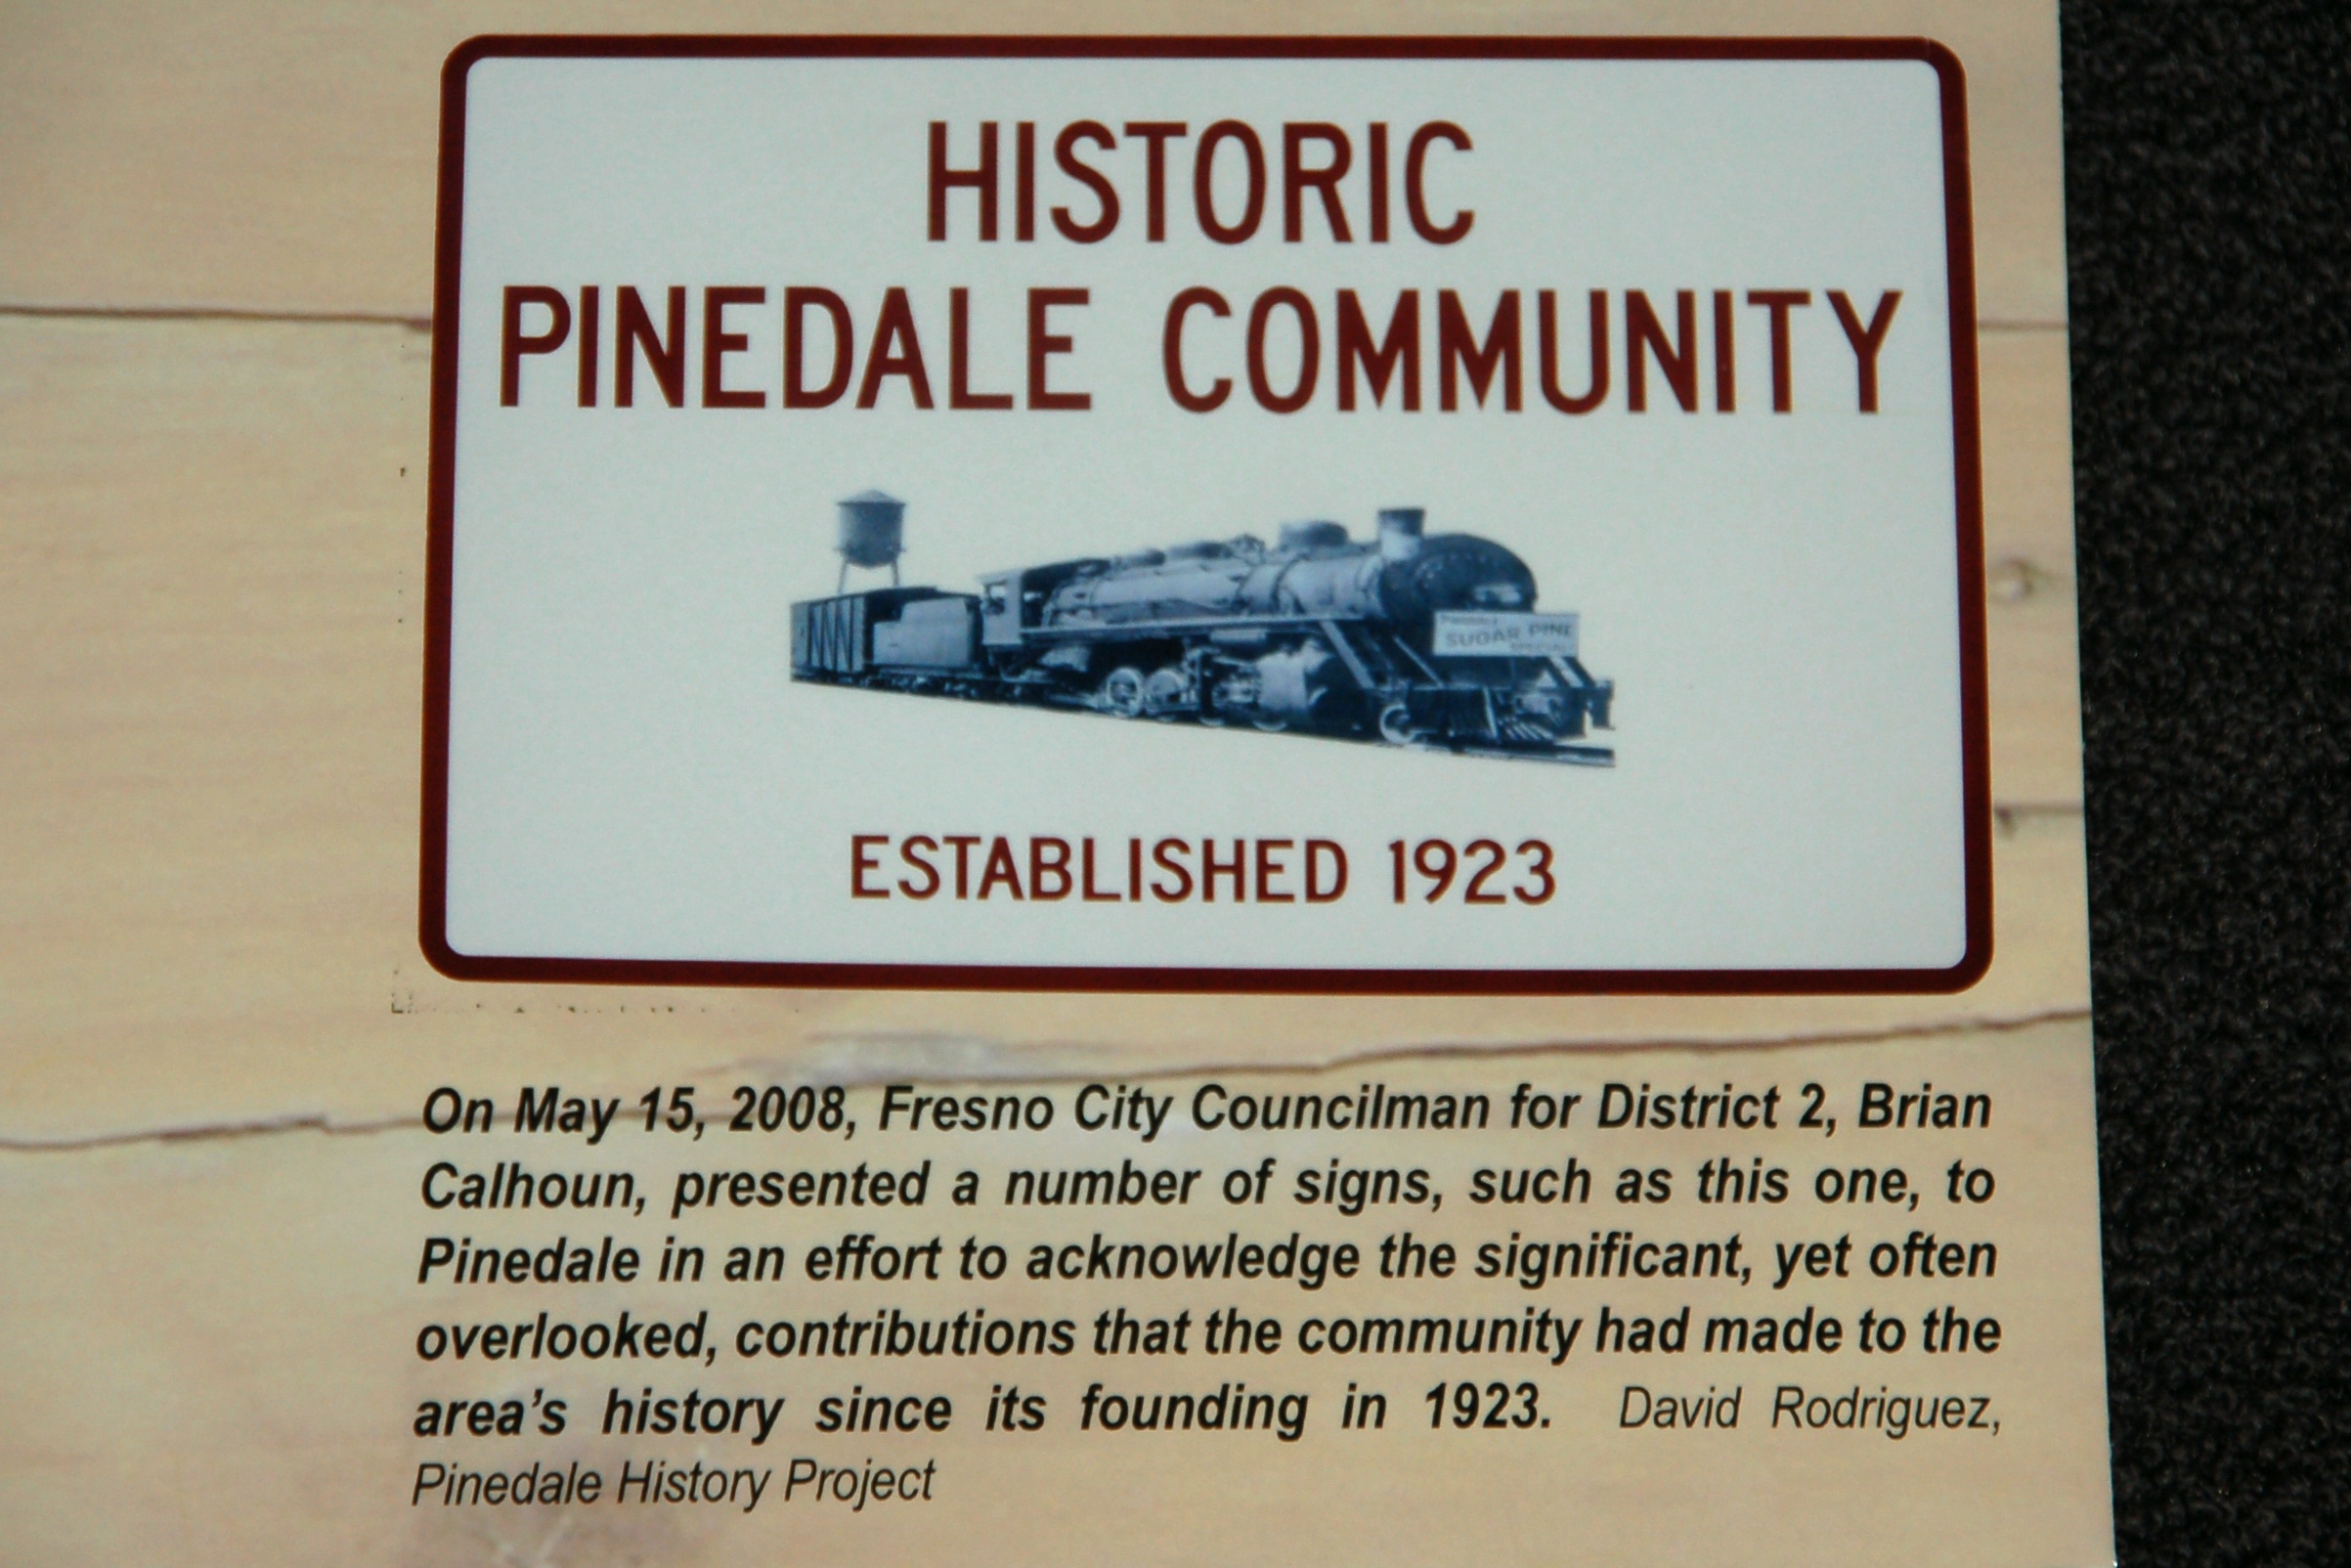 HISTORIC
PINEDALE COMMUNITY
SUGAR PINE
ESTABLISHED 1923
On May 15, 2008, Fresno City Councilman for District 2, Brian
Calhoun, presented a number of signs, such as this one, to
Pinedale in an effort to acknowledge the significant, yet often
overlooked, contributions that the community had made to the
area's history since its founding in 1923. David Rodriguez,
Pinedale History Project